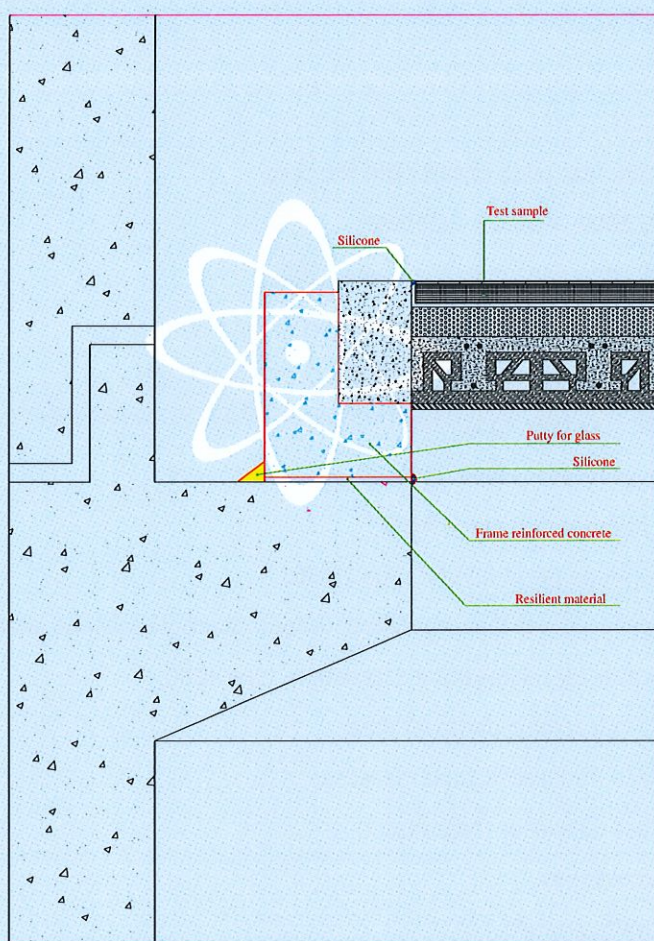 Test sample
Silicone
Putty for glass
Silicone
Frame reinforced concrete
Resilient material